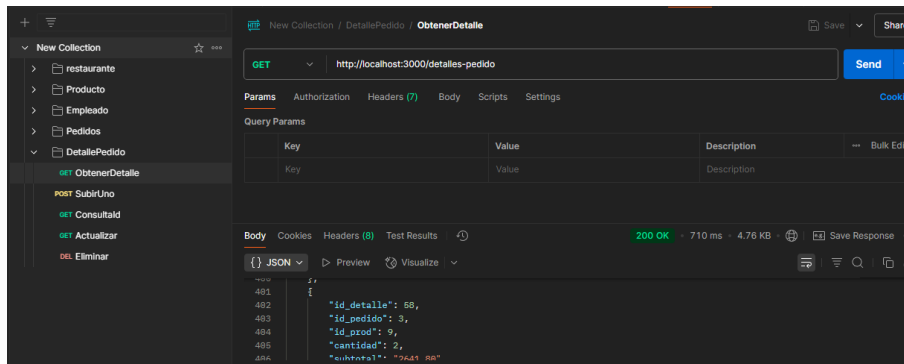 New Collection / DetallePedido / ObtenerDetalle
Save
New Collection
GET http://localhost:3000/detalles-pedido Send
restaurante
Producto
Empleado
Pedidos
DetallePedido
GET ObtenerDetalle
POST SubirUno
GET ConsultaId
GET Actualizar
DEL Eliminar
Params Authorization Headers (7) Body Scripts Settings
Query Params
Key Value Description Bulk
Key Value Description
Body Cookies Headers (8) Test Results 200 OK 710 ms 4.76 KB Save Response
{} JSON Preview Visualize
401 {
402 "id_detalle": 58,
403 "id_pedido": 3,
404 "id_prod": 9,
405 "cantidad": 2,
406 "subtotal": "2641.80"